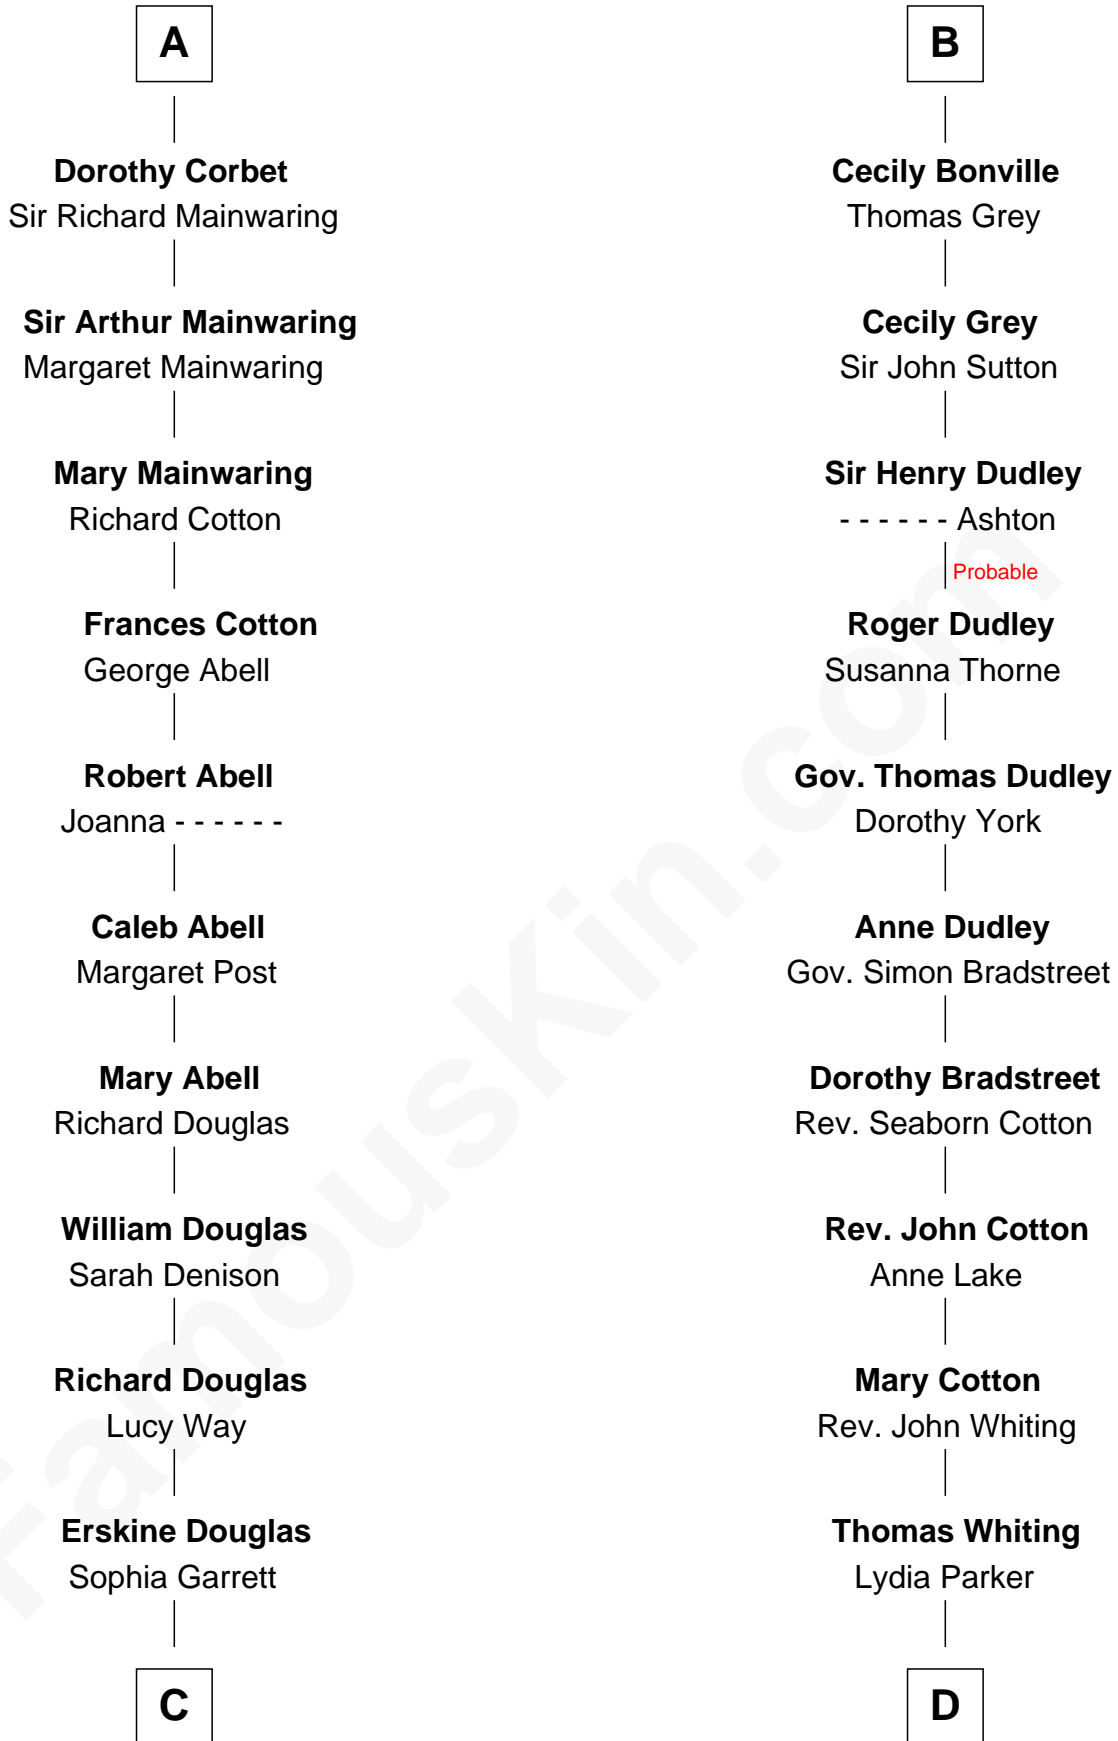 A
Dorothy Corbet
Sir Richard Mainwaring
Sir Arthur Mainwaring
Margaret Mainwaring
Mary Mainwaring
Richard Cotton
Frances Cotton
George Abell
Robert Abell
Joanna - - - - - -
Caleb Abell
Margaret Post
Mary Abell
Richard Douglas
William Douglas
Sarah Denison
Richard Douglas
Lucy Way
Erskine Douglas
Sophia Garrett
C
B
Cecily Bonville
Thomas Grey
Cecily Grey
Sir John Sutton
Sir Henry Dudley
- - - - - - Ashton
Probable
Roger Dudley
Susanna Thorne
Gov. Thomas Dudley
Dorothy York
Anne Dudley
Gov. Simon Bradstreet
Dorothy Bradstreet
Rev. Seaborn Cotton
Rev. John Cotton
Anne Lake
Mary Cotton
Rev. John Whiting
Thomas Whiting
Lydia Parker
D
FamousKin.com